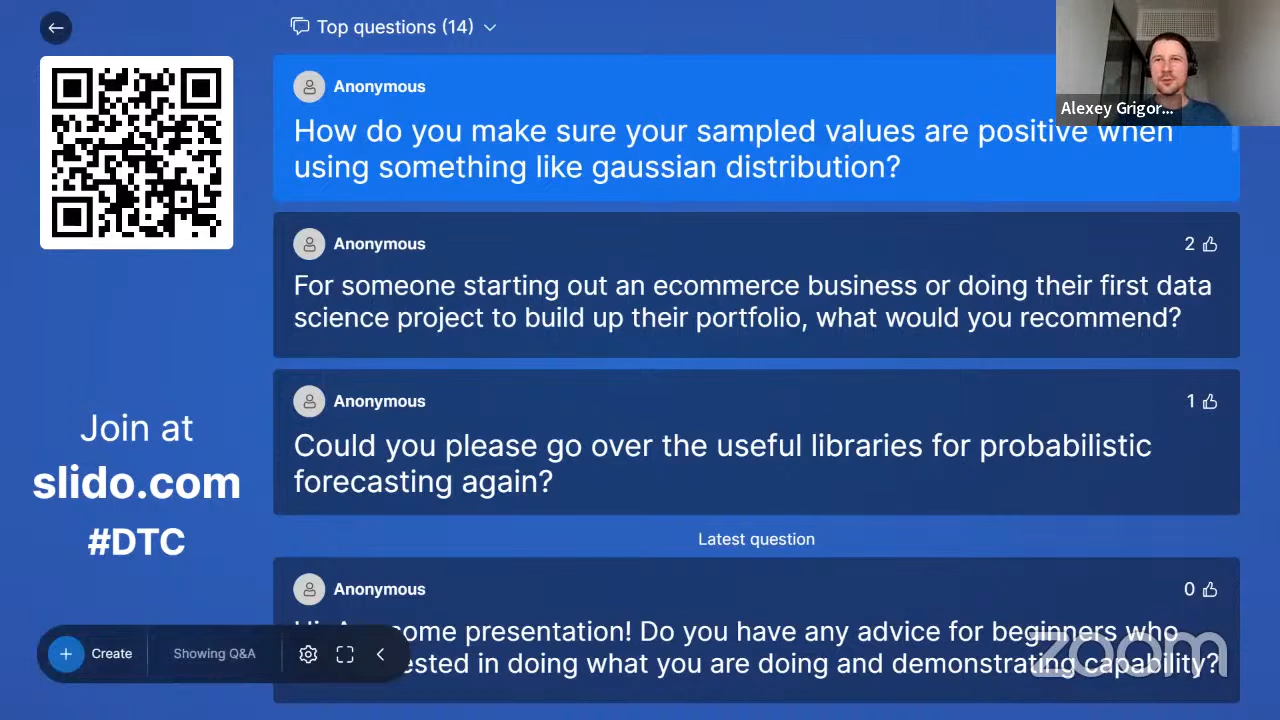 Top questions (14)
Alexey Grigor...
Anonymous
How do you make sure your sampled values are positive when
using something like gaussian distribution?
Anonymous
2
For someone starting out an ecommerce business or doing their first data
science project to build up their portfolio, what would you recommend?
Anonymous
1
Could you please go over the useful libraries for probabilistic
forecasting again?
Latest question
Anonymous
0
presentation! Do you have any advice for beginners who
in doing what you are doing and demonstrating capability?
Join at
slido.com
#DTC
Create
Showing Q&A
zoom